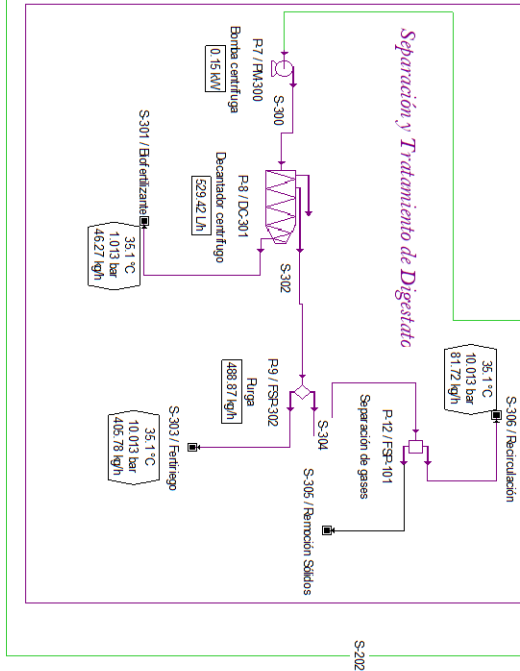 Separación y Tratamiento de Digestato
S-306 / Recirculación
35.1 °C
10.013 bar
81.72 kg/h
S-202
P-12 / FSP-101
Separación de gases
S-305 / Remoción Sólidos
S-304
S-300
P-7 / PM-300
Bomba centrífuga
0.15 kW
S-302
P-8 / DC-301
Decantador centrífugo
529.42 L/h
P-9 / FSP-302
Purga
488.87 kg/h
S-301 / Biofertilizante
35.1 °C
1.013 bar
46.27 kg/h
S-303 / Fertiriego
35.1 °C
10.013 bar
405.78 kg/h